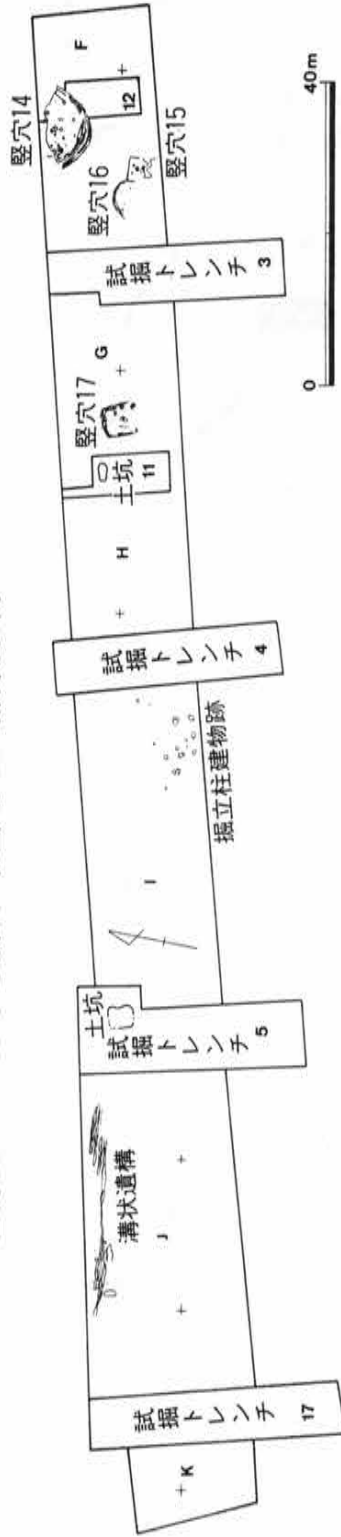 竪穴14
F
12
竪穴16
竪穴15
試掘トレンチ 3
G
竪穴17
土坑
11
H
試掘トレンチ 4
掘立柱建物跡
I
土坑
試掘トレンチ 5
溝状遺構
J
試掘トレンチ 17
K
0 40m